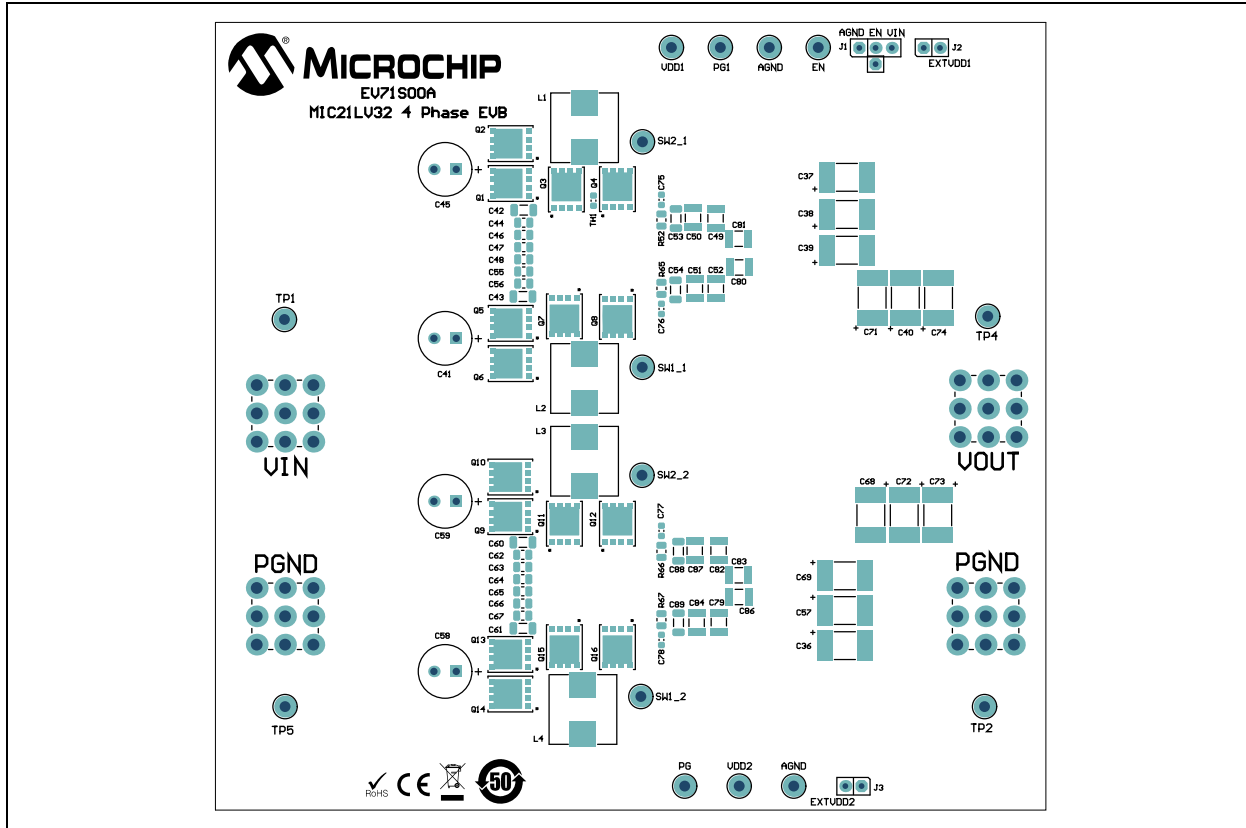 MICROCHIP
®
EV71S00A
MIC21LV32 4 Phase EVB
VDD1
PG1
AGND
EN
AGND EN VIN
J1
J2
EXTVDD1
L1
Q2
SW2_1
+
C45
Q1
Q3
Q4
TH1
C75
R52
C53 C50 C49
C81
C42
C44
C46
C47
C48
C55
C56
C43
R65
C54 C51 C52
C80
C76
C37
+
C38
+
C39
+
+ + +
C71 C40 C74
TP1
TP4
Q5
+
C41
Q6
Q7
Q8
SW1_1
L2
VIN
VOUT
L3
Q10
SW2_2
+
C59
Q9
Q11
Q12
C77
R66
C88 C87 C82
C83
C68 C72 C73
+ + +
C60
C62
C63
C64
C65
C66
C67
C61
R67
C89 C84 C79
C86
C78
+
C69
+
C57
+
C36
PGND
PGND
C58
+
Q13
Q14
Q15
Q16
SW1_2
L4
TP5
TP2
RoHS
CE
50
PG
VDD2
AGND
J3
EXTVDD2